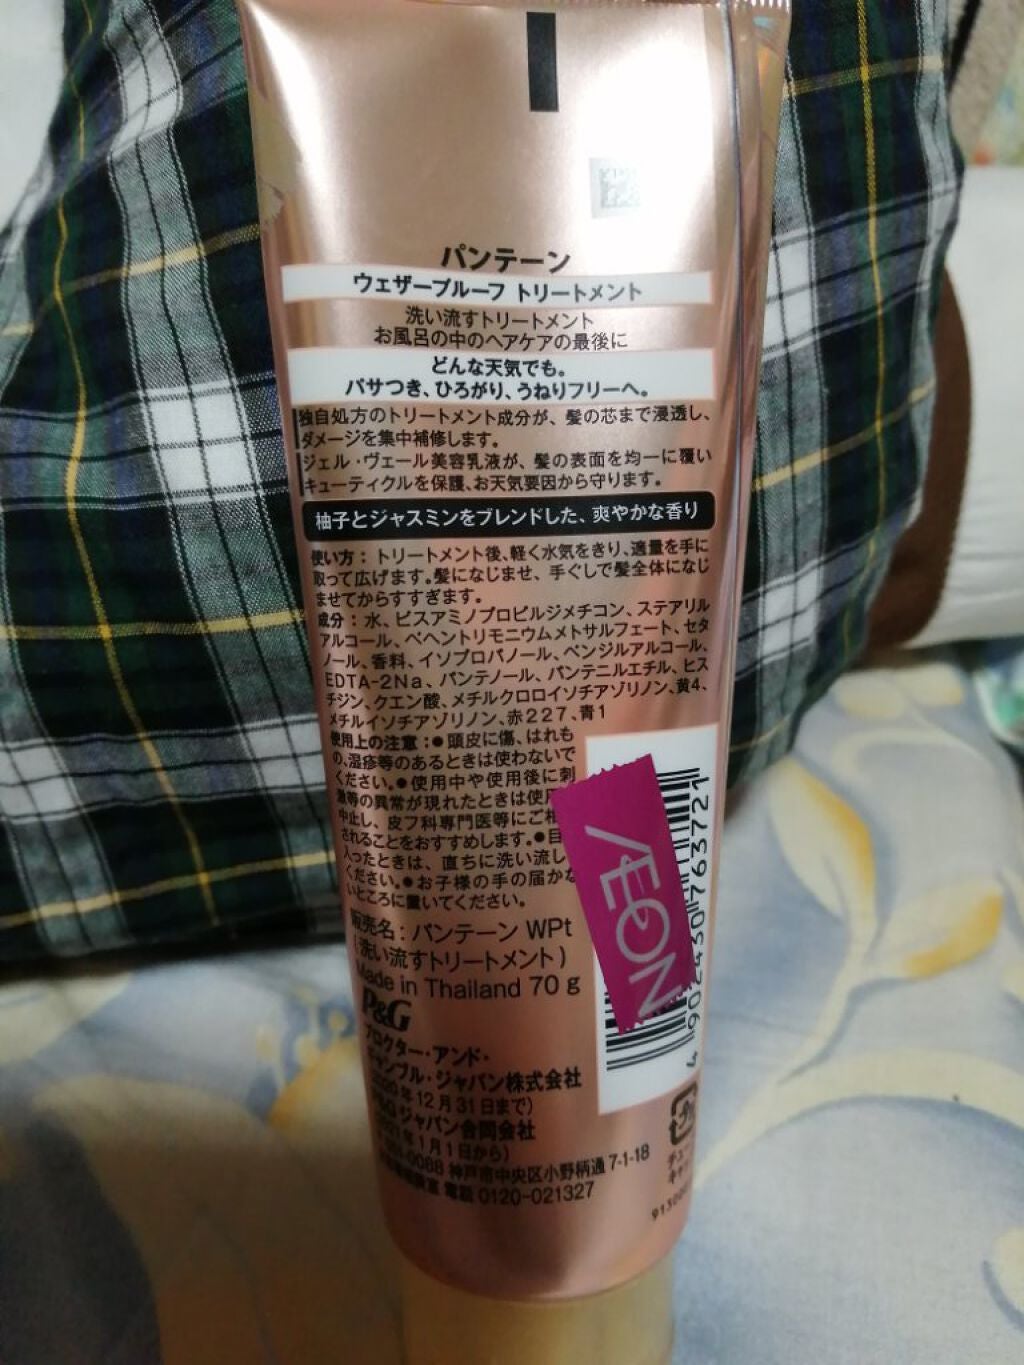 パンテーン
ウェザープルーフ トリートメント
洗い流すトリートメント
お風呂の中のヘアケアの最後に
どんな天気でも。
パサつき、ひろがり、うねりフリーへ。
独自処方のトリートメント成分が、髪の芯まで浸透し、
ダメージを集中補修します。
ジェル・ヴェール美容乳液が、髪の表面を均一に覆い
キューティクルを保護、お天気要因から守ります。
柚子とジャスミンをブレンドした、爽やかな香り
使い方：トリートメント後、軽く水気をきり、適量を手に
取って広げます。髪になじませ、手ぐしで髪全体になじ
ませてからすすぎます。
成分：水、ビスアミノプロピルジメチコン、ステアリル
アルコール、ベヘントリモニウムメトサルフェート、セタ
ノール、香料、イソプロパノール、ベンジルアルコール、
EDTA-2Na、パンテノール、パンテニルエチル、ヒス
チジン、クエン酸、メチルクロロイソチアゾリノン、黄4、
メチルイソチアゾリノン、赤227、青1
使用上の注意：●頭皮に傷、はれも
の、湿疹等のあるときは使わないで
ください。●使用中や使用後に刺
激等の異常が現れたときは使用
中止し、皮フ科専門医等にご相
されることをおすすめします。●目
入ったときは、直ちに洗い流し
ください。●お子様の手の届かな
いところに置いてください。
販売名：パンテーン WPt
(洗い流すトリートメント)
Made in Thailand 70g
P&G
プロクター・アンド・
ギャンブル・ジャパン株式会社
年12月31日まで)
P&Gジャパン合同会社
年1月1日から)
0088 神戸市中央区小野柄通7-1-18
電話 0120-021327
ÆON
4 902430 763721
チュー
キャッ